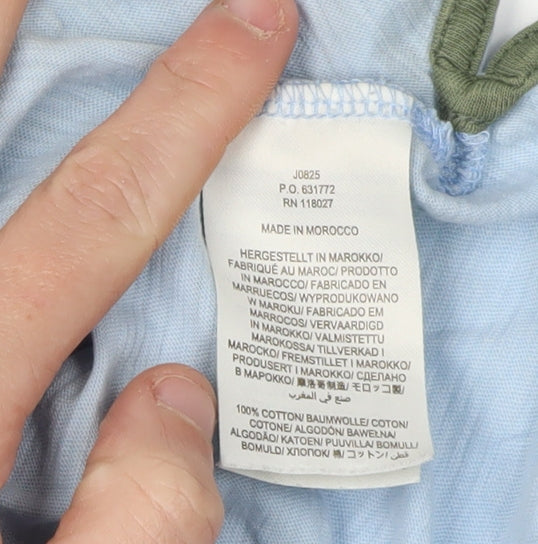 J0825
P.O. 631772
RN 118027
MADE IN MOROCCO
HERGESTELLT IN MAROKKO/
FABRIQUÉ AU MAROC/ PRODOTTO
IN MAROCCO/ FABRICADO EN
MARRUECOS/ WYPRODUKOWANO
W MAROKU/ FABRICADO EM
MARROCOS/ VERVAARDIGD
IN MAROKKO/ VALMISTETTU
MAROKOSSA/ TILLVERKAD I
MAROCKO/ FREMSTILLET I MAROKKO/
PRODUSERT I MAROKKO/ СДЕЛАНО
В МАРОККО/ 摩洛哥制造/ モロッコ製/
صنع في المغرب
100% COTTON/ BAUMWOLLE/ COTON/
COTONE/ ALGODÓN/ BAWEŁNA/
ALGODÃO/ KATOEN/ PUUVILLA/ BOMULL/
BOMULD/ ХЛОПОК/ 棉/ コットン/ قطن